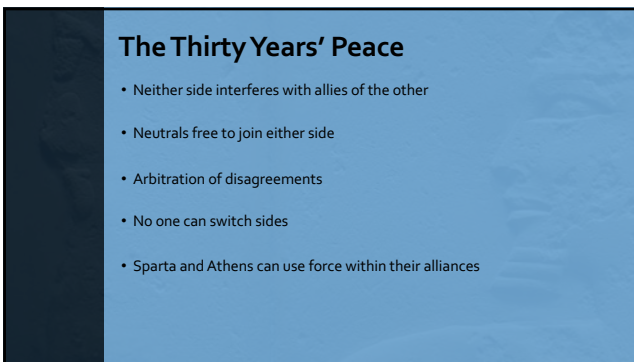 The Thirty Years' Peace
• Neither side interferes with allies of the other
• Neutrals free to join either side
• Arbitration of disagreements
• No one can switch sides
• Sparta and Athens can use force within their alliances